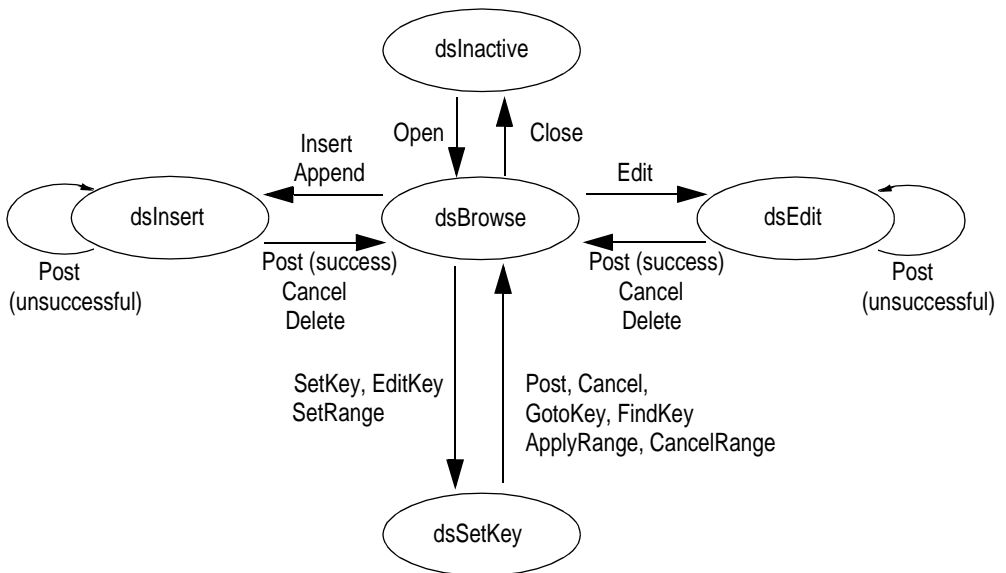 dsInactive
Open
Close
Insert
Append
Edit
dsInsert
dsBrowse
dsEdit
Post
(unsuccessful)
Post (success)
Cancel
Delete
Post (success)
Cancel
Delete
Post
(unsuccessful)
SetKey, EditKey
SetRange
Post, Cancel,
GotoKey, FindKey
ApplyRange, CancelRange
dsSetKey